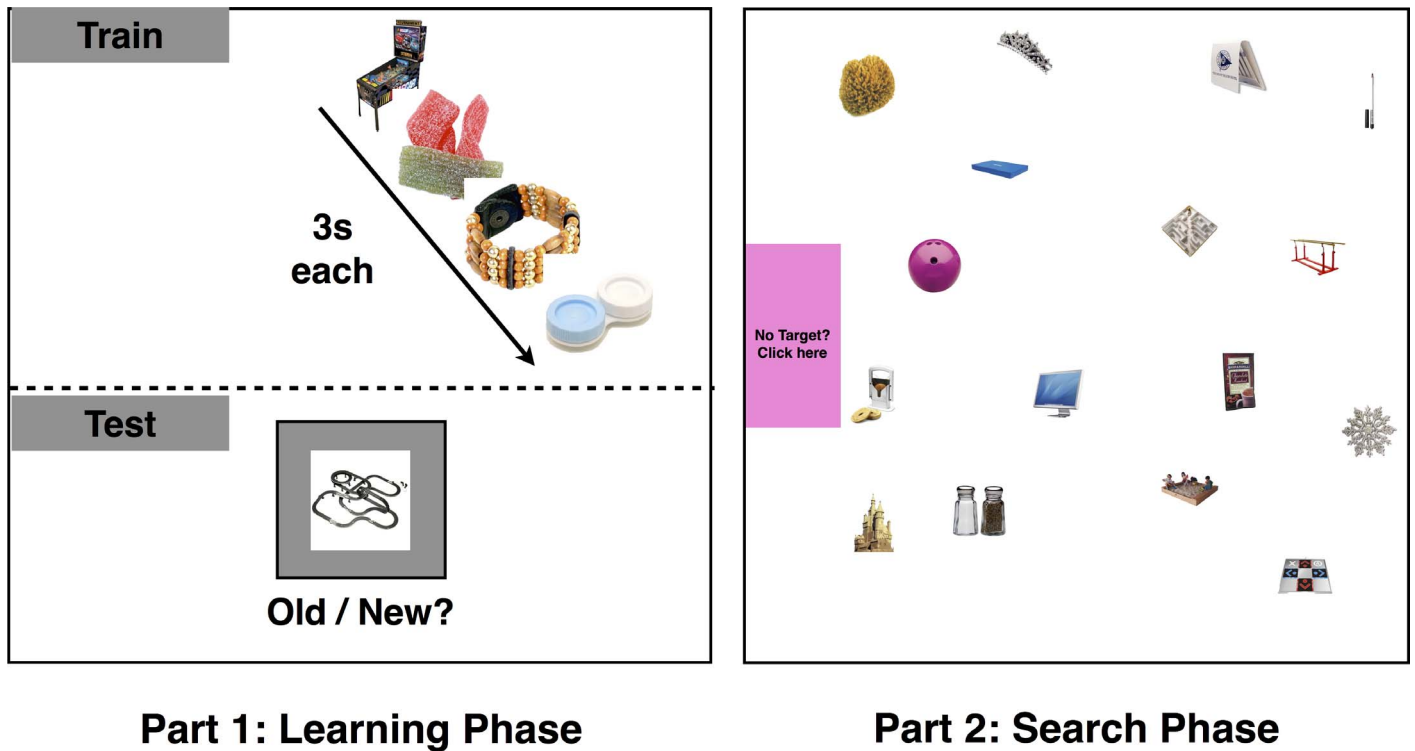 Train
3s
each
Test
Old / New?
No Target?
Click here
Part 1: Learning Phase
Part 2: Search Phase